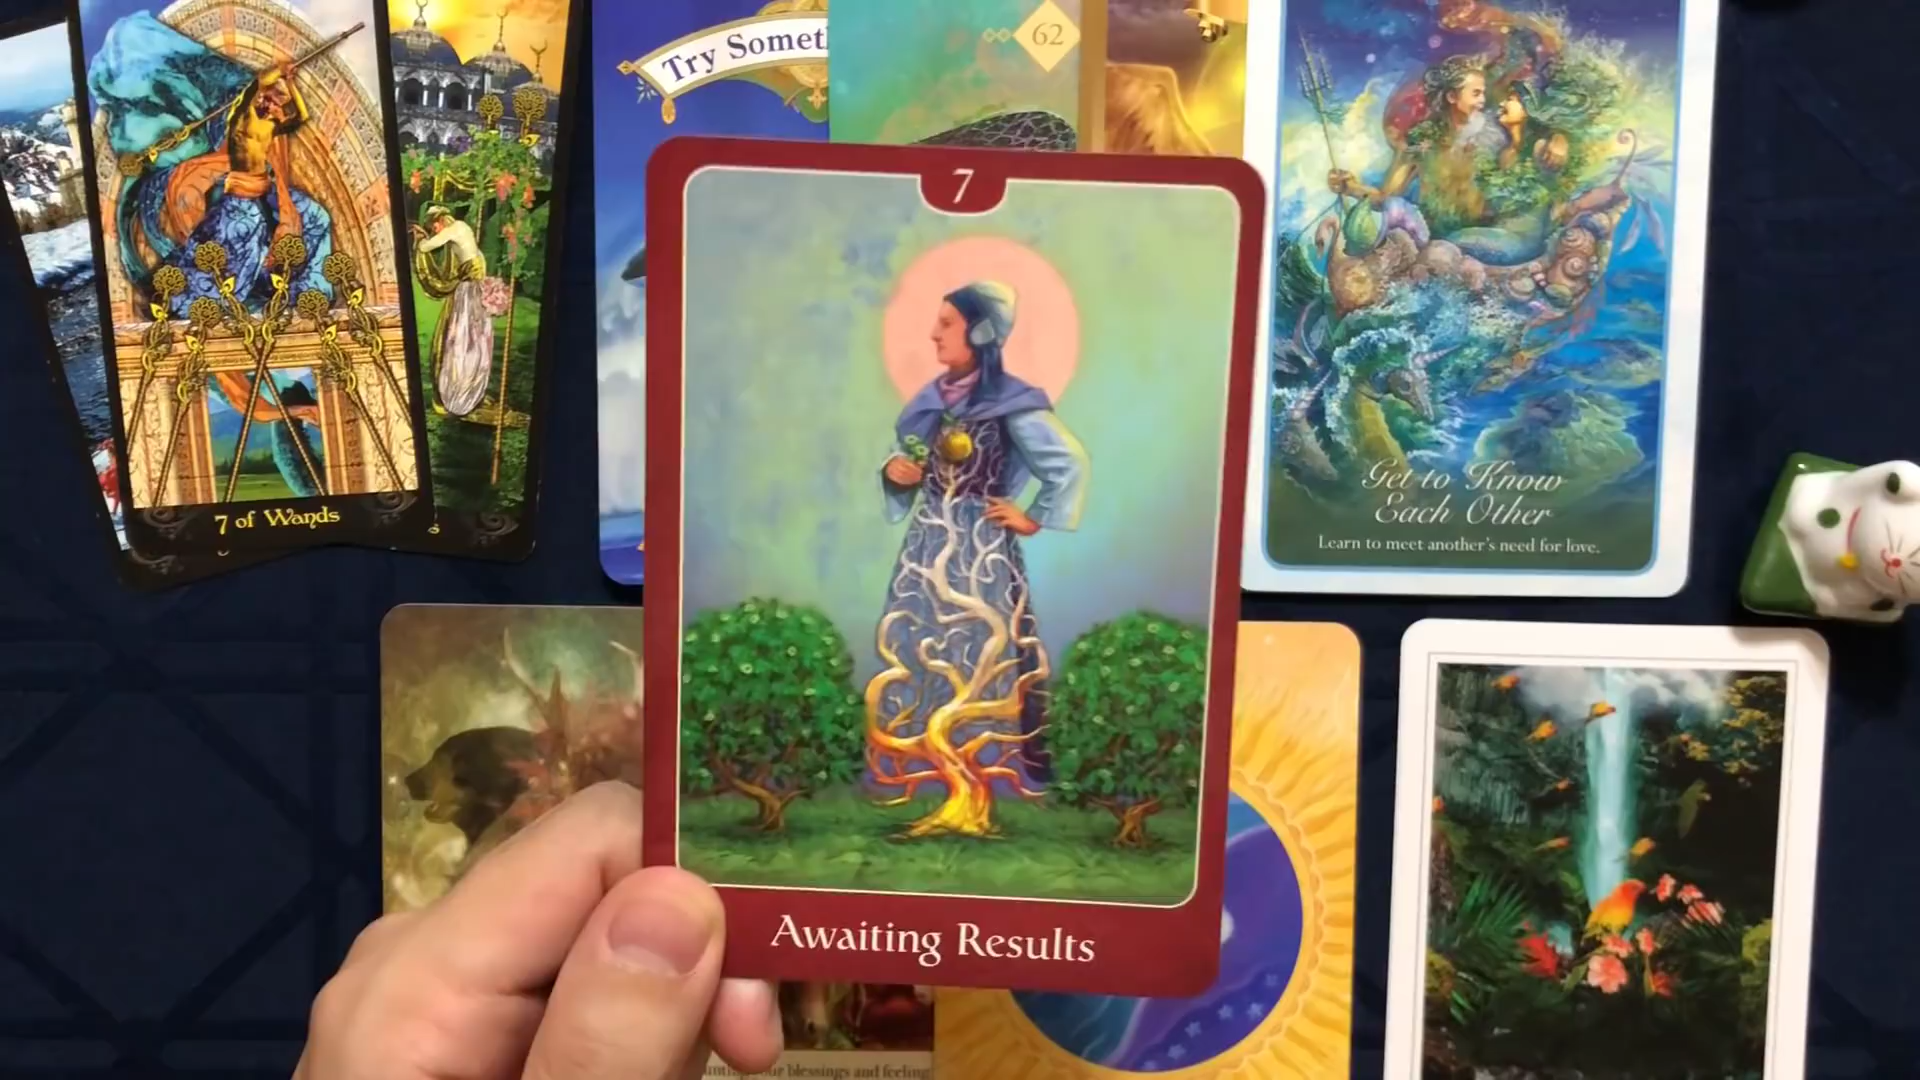 Try Somet
62
7
7 of Wands
s
Get to Know
Each Other
Learn to meet another's need for love.
Awaiting Results
our blessings and feeling